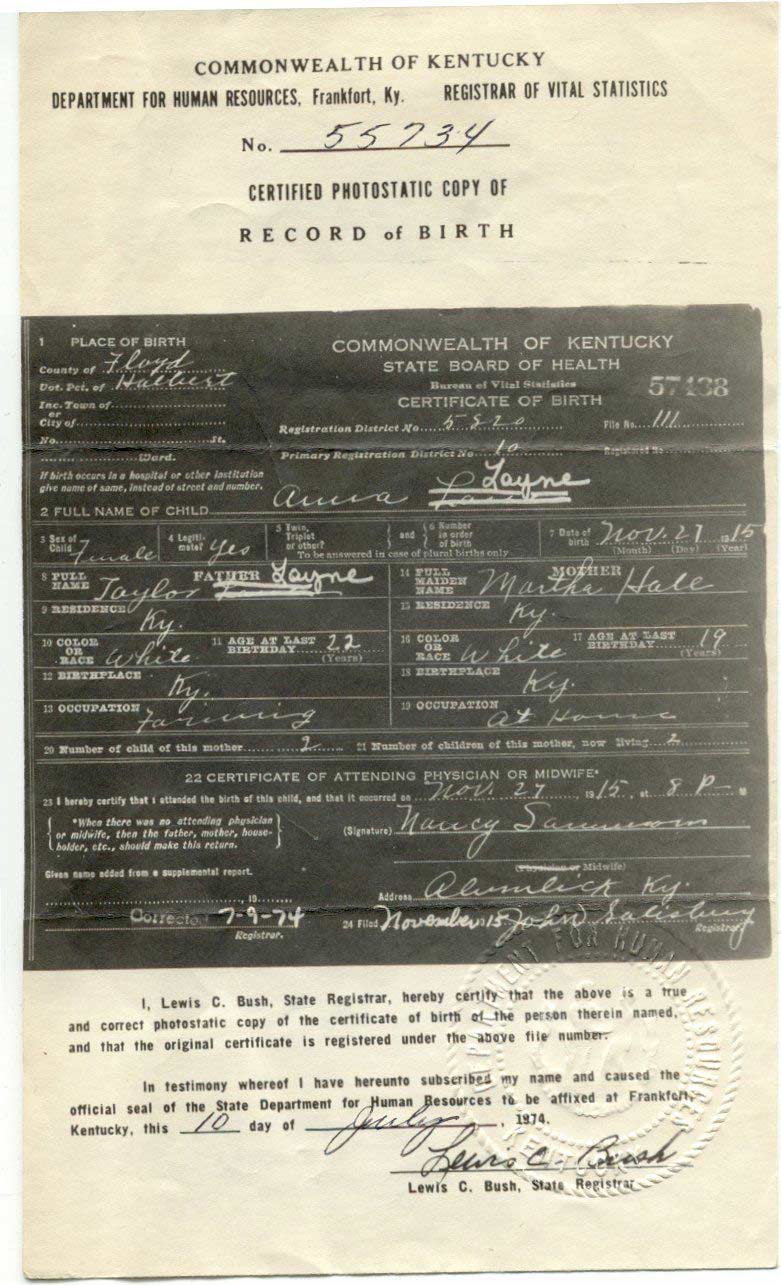 COMMONWEALTH OF KENTUCKY
DEPARTMENT FOR HUMAN RESOURCES, Frankfort, Ky. REGISTRAR OF VITAL STATISTICS
No. 55734
CERTIFIED PHOTOSTATIC COPY OF
RECORD of BIRTH
1 PLACE OF BIRTH
County of Floyd
Vot. Pct. of Halbert
Inc. Town of
or
City of
No. St.
Ward.
If birth occurs in a hospital or other institution
give name of same, instead of street and number.
COMMONWEALTH OF KENTUCKY
STATE BOARD OF HEALTH
Bureau of Vital Statistics
CERTIFICATE OF BIRTH
57438
Registration District No. 5820 File No. 111
Primary Registration District No. 10 Registered No.
2 FULL NAME OF CHILD Anna Layne
3 Sex of Child Female 4 Legitimate? Yes 5 Twin, Triplet or other? and 6 Number in order of birth 7 Date of birth Nov. 27 1915
To be answered in case of plural births only (Month) (Day) (Year)
FATHER
8 FULL NAME Taylor Layne
9 RESIDENCE Ky.
10 COLOR OR RACE White 11 AGE AT LAST BIRTHDAY 22 (Years)
12 BIRTHPLACE Ky.
13 OCCUPATION Farming
MOTHER
14 FULL MAIDEN NAME Martha Hall
15 RESIDENCE Ky.
16 COLOR OR RACE White 17 AGE AT LAST BIRTHDAY 19 (Years)
18 BIRTHPLACE Ky.
19 OCCUPATION At Home
20 Number of child of this mother 2 21 Number of children of this mother, now living 2
22 CERTIFICATE OF ATTENDING PHYSICIAN OR MIDWIFE*
23 I hereby certify that I attended the birth of this child, and that it occurred on Nov. 27 1915, at 8 P M
*When there was no attending physician
or midwife, then the father, mother, house-
holder, etc., should make this return.
(Signature) Nancy Sammons
(Physician or Midwife)
Given name added from a supplemental report.
Address Alumlick Ky.
, 19
Corrected 7-9-74
Registrar.
24 Filed November 1915 John W Salisbury
Registrar
I, Lewis C. Bush, State Registrar, hereby certify that the above is a true
and correct photostatic copy of the certificate of birth of the person therein named,
and that the original certificate is registered under the above file number.
In testimony whereof I have hereunto subscribed my name and caused the
official seal of the State Department for Human Resources to be affixed at Frankfort,
Kentucky, this 10 day of July, 1974.
Lewis C. Bush
Lewis C. Bush, State Registrar
DEPARTMENT FOR HUMAN RESOURCES
KENTUCKY